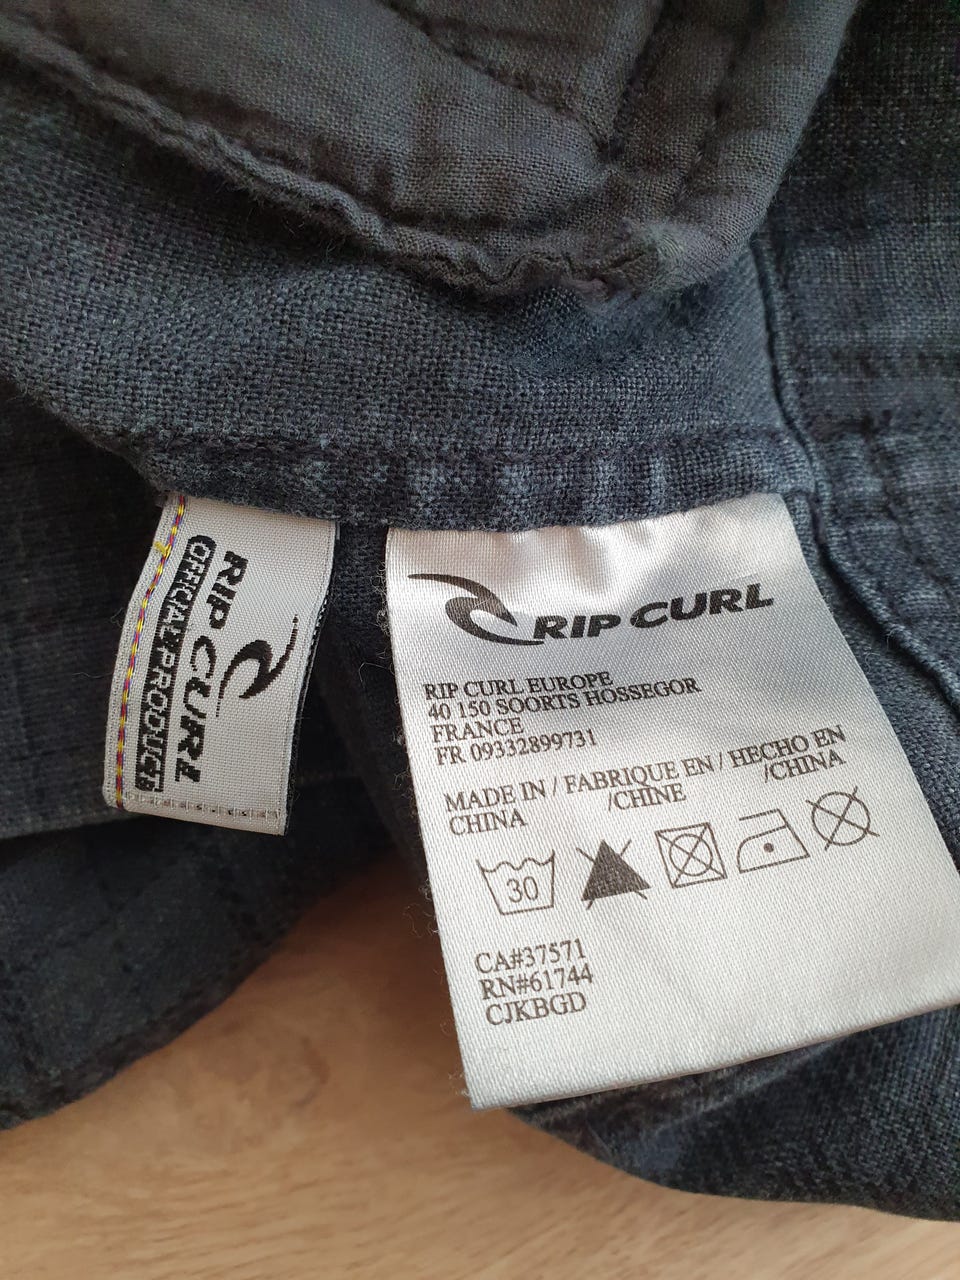 RIP CURL
OFFICIAL PRODUCT
RIP CURL
RIP CURL EUROPE
40 150 SOORTS HOSSEGOR
FRANCE
FR 09332899731
MADE IN / FABRIQUE EN / HECHO EN
CHINA /CHINE /CHINA
30
CA#37571
RN#61744
CJKBGD